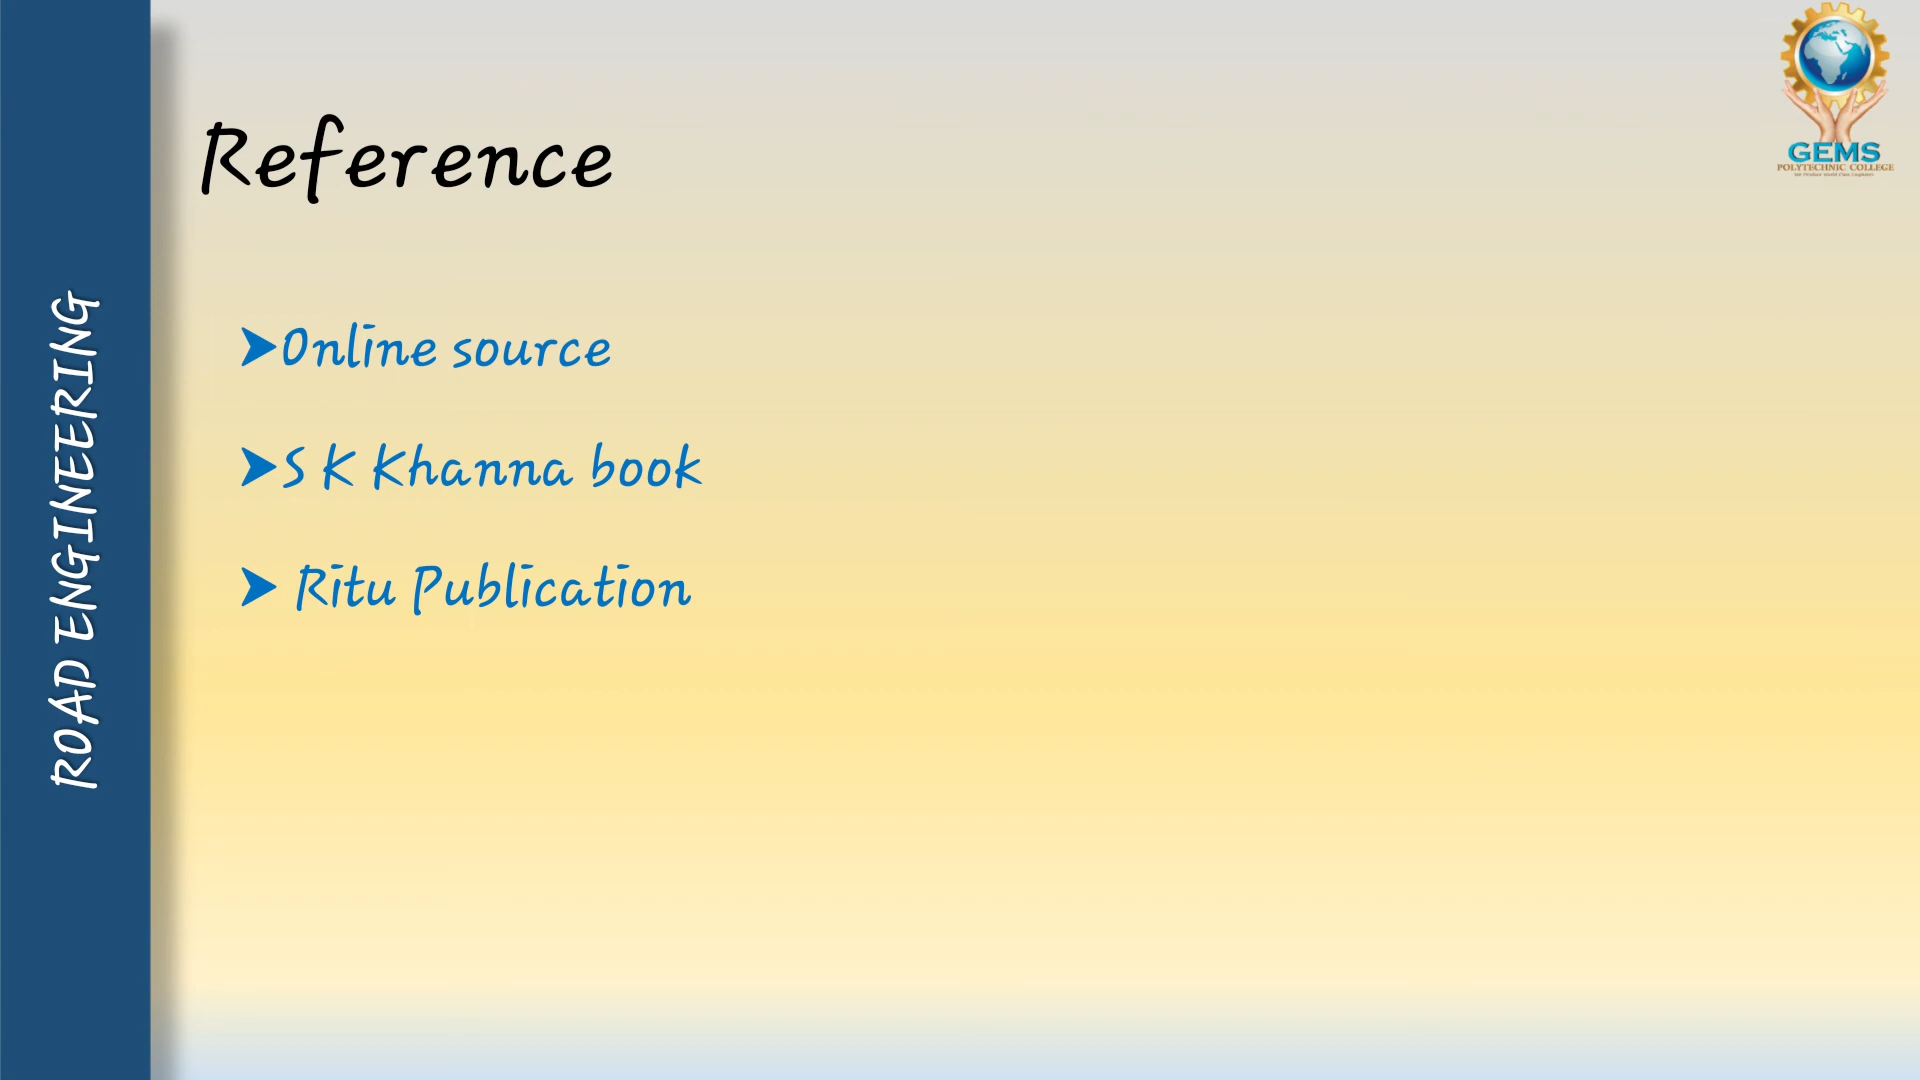 ROAD ENGINEERING
Reference
➤Online source
➤S K Khanna book
➤ Ritu Publication
GEMS
POLYTECHNIC COLLEGE